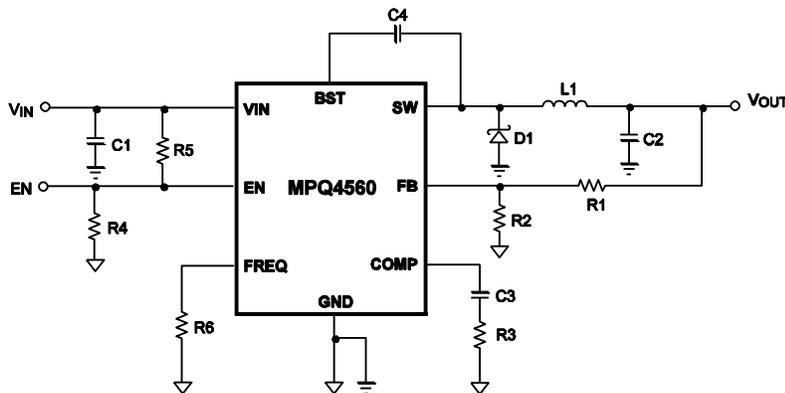 C4
BST
VIN
VIN
SW
L1
VOUT
C1
R5
D1
C2
EN
EN
MPQ4560
FB
R1
R4
R2
FREQ
COMP
GND
C3
R6
R3